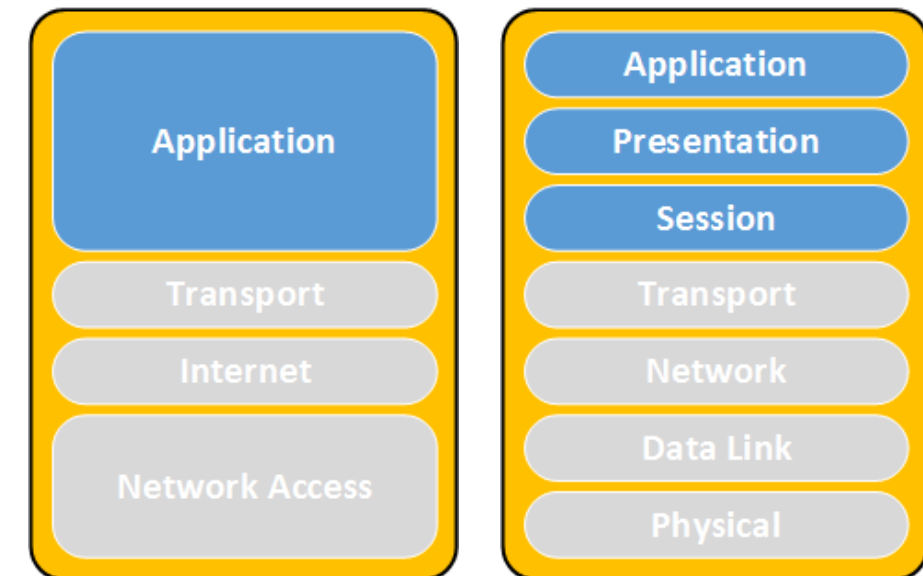 Application
Transport
Internet
Network Access
Application
Presentation
Session
Transport
Network
Data Link
Physical